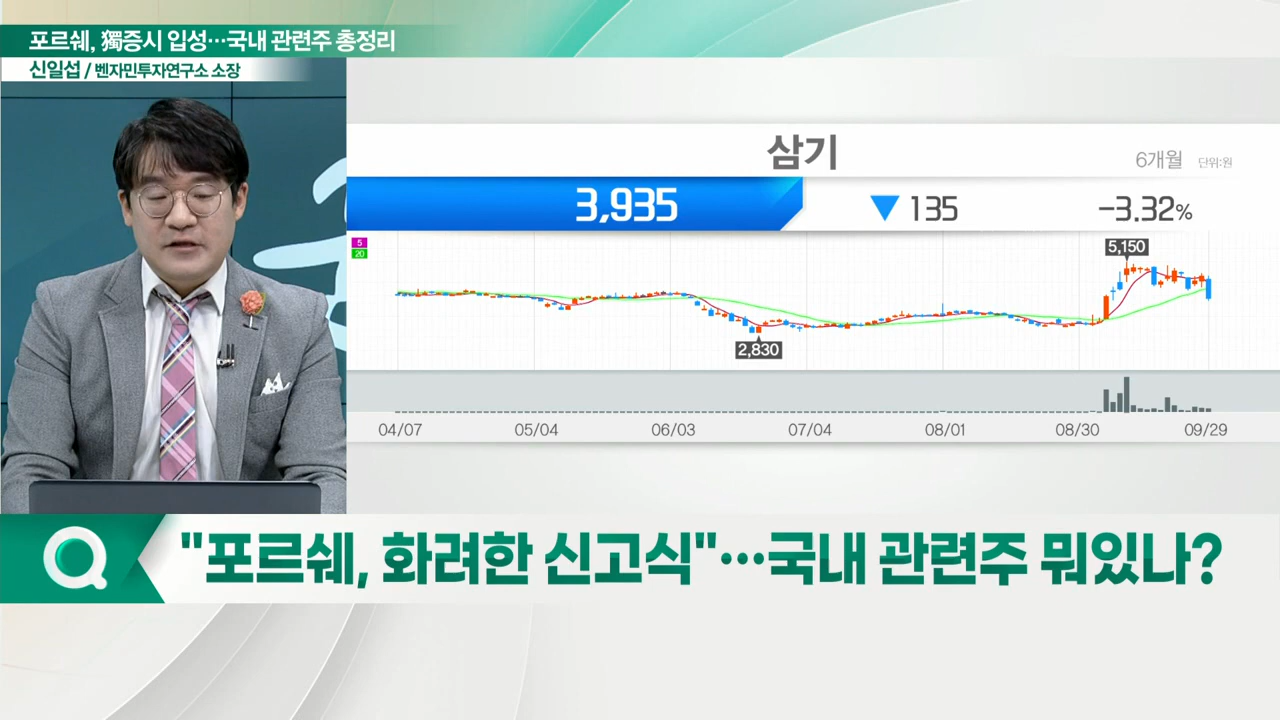 포르쉐, 獨증시 입성…국내 관련주 총정리
신일섭 / 벤자민투자연구소 소장
삼기
6개월 단위:원
3,935 ▼ 135 -3.32%
5
20
5,150
2,830
04/07 05/04 06/03 07/04 08/01 08/30 09/29
Q "포르쉐, 화려한 신고식"…국내 관련주 뭐있나?